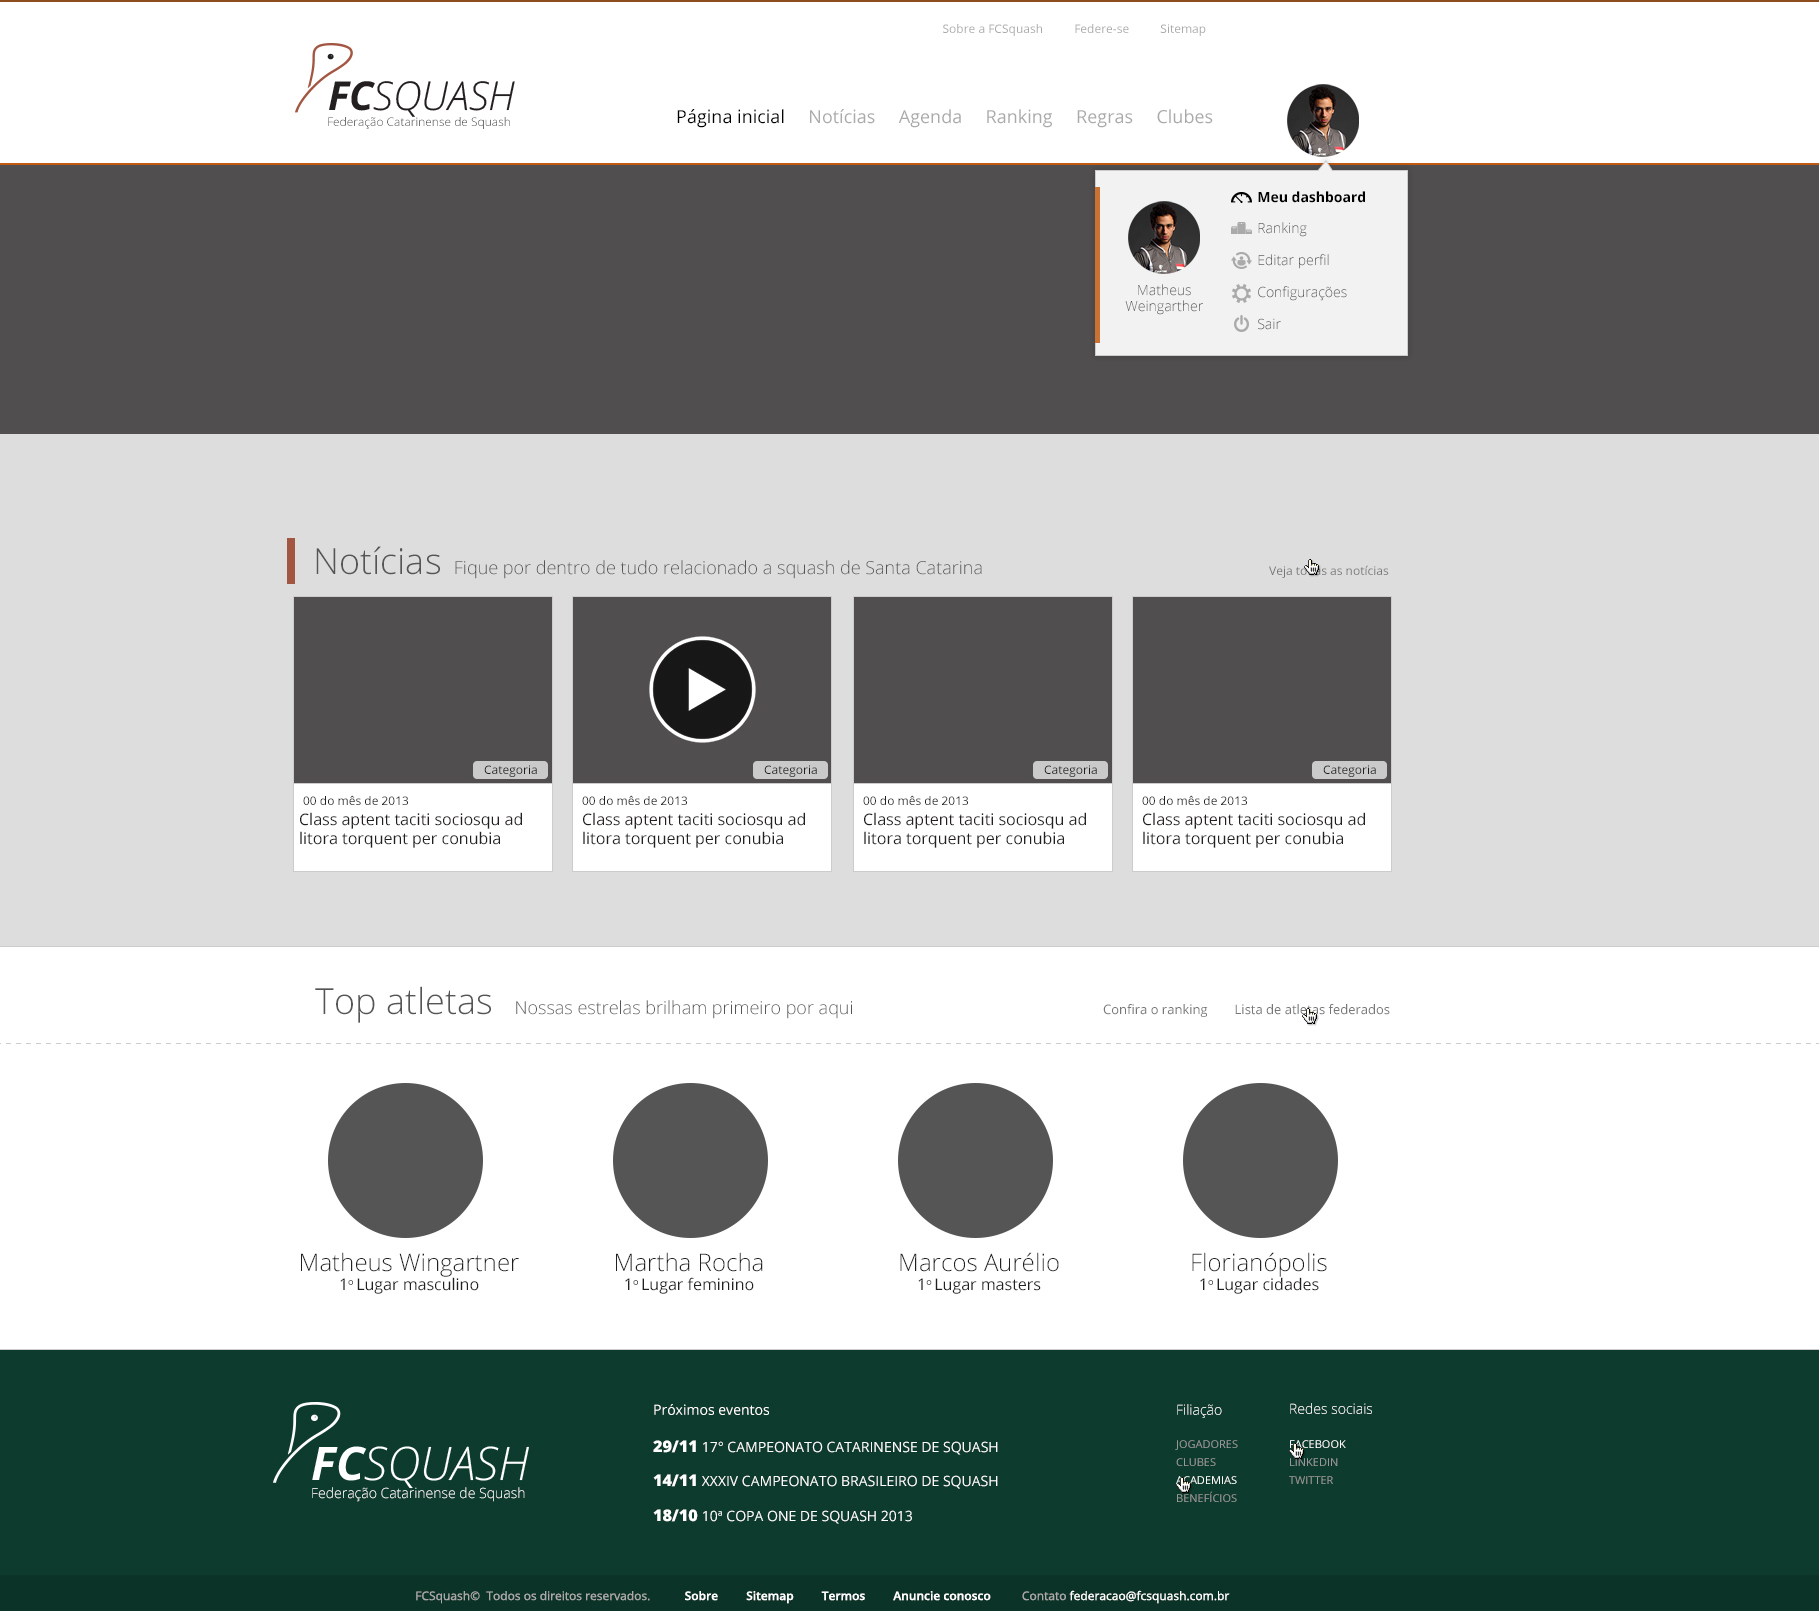 Sobre a FCSquash Federe-se Sitemap
FCSQUASH
Federação Catarinense de Squash
Página inicial Notícias Agenda Ranking Regras Clubes
Meu dashboard
Ranking
Editar perfil
Configurações
Sair
Matheus
Weingarther
Notícias Fique por dentro de tudo relacionado a squash de Santa Catarina
Veja as notícias
Categoria
00 do mês de 2013
Class aptent taciti sociosqu ad
litora torquent per conubia
Categoria
00 do mês de 2013
Class aptent taciti sociosqu ad
litora torquent per conubia
Categoria
00 do mês de 2013
Class aptent taciti sociosqu ad
litora torquent per conubia
Categoria
00 do mês de 2013
Class aptent taciti sociosqu ad
litora torquent per conubia
Top atletas Nossas estrelas brilham primeiro por aqui
Confira o ranking Lista de atletas federados
Matheus Wingartner
1º Lugar masculino
Martha Rocha
1º Lugar feminino
Marcos Aurélio
1º Lugar masters
Florianópolis
1º Lugar cidades
FCSQUASH
Federação Catarinense de Squash
Próximos eventos
29/11 17° CAMPEONATO CATARINENSE DE SQUASH
14/11 XXXIV CAMPEONATO BRASILEIRO DE SQUASH
18/10 10ª COPA ONE DE SQUASH 2013
Filiação
JOGADORES
CLUBES
ACADEMIAS
BENEFÍCIOS
Redes sociais
FACEBOOK
LINKEDIN
TWITTER
FCSquash© Todos os direitos reservados. Sobre Sitemap Termos Anuncie conosco Contato federacao@fcsquash.com.br